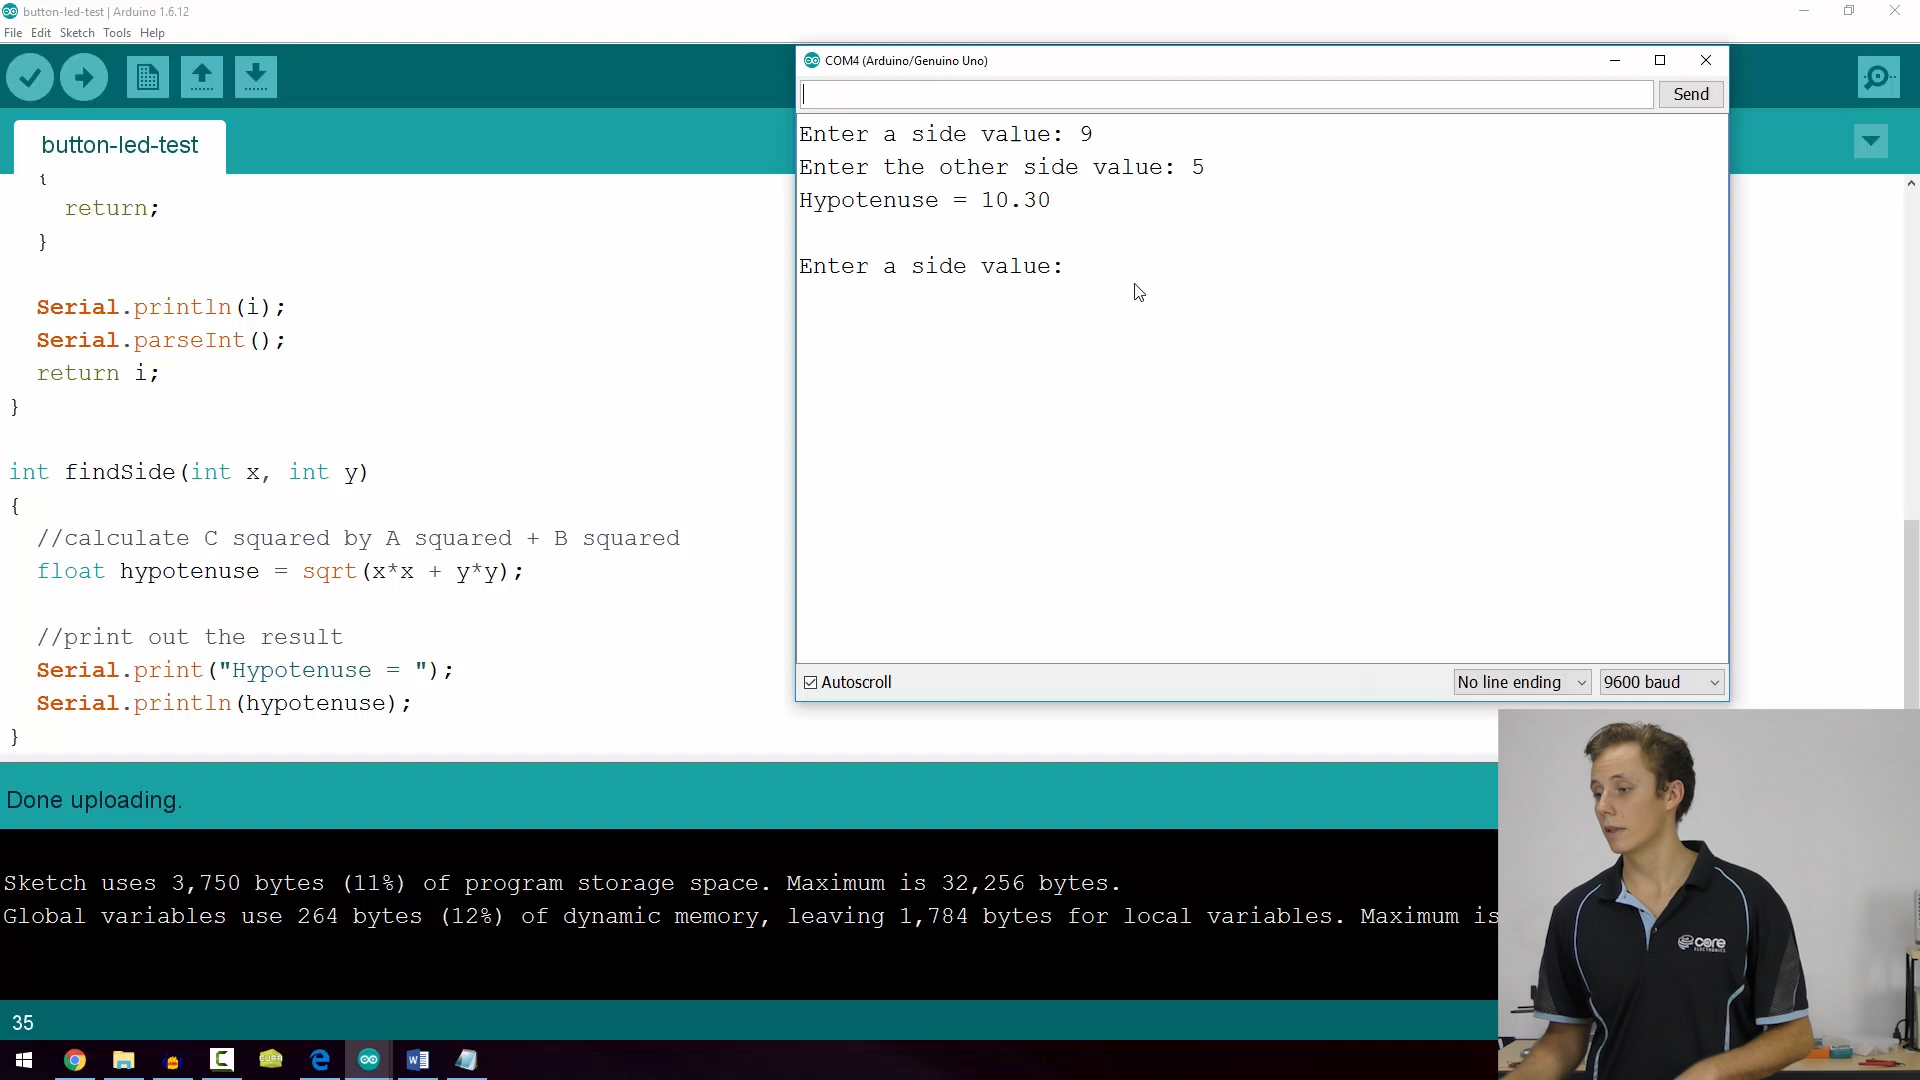 button-led-test | Arduino 1.6.12
File Edit Sketch Tools Help
button-led-test
{
return;
}
Serial.println(i);
Serial.parseInt();
return i;
}
int findSide(int x, int y)
{
//calculate C squared by A squared + B squared
float hypotenuse = sqrt(x*x + y*y);
//print out the result
Serial.print("Hypotenuse = ");
Serial.println(hypotenuse);
}
COM4 (Arduino/Genuino Uno)
Send
Enter a side value: 9
Enter the other side value: 5
Hypotenuse = 10.30
Enter a side value:
Autoscroll
No line ending
9600 baud
Done uploading.
Sketch uses 3,750 bytes (11%) of program storage space. Maximum is 32,256 bytes.
Global variables use 264 bytes (12%) of dynamic memory, leaving 1,784 bytes for local variables. Maximum is
35
CURA
core
ELECTRONICS